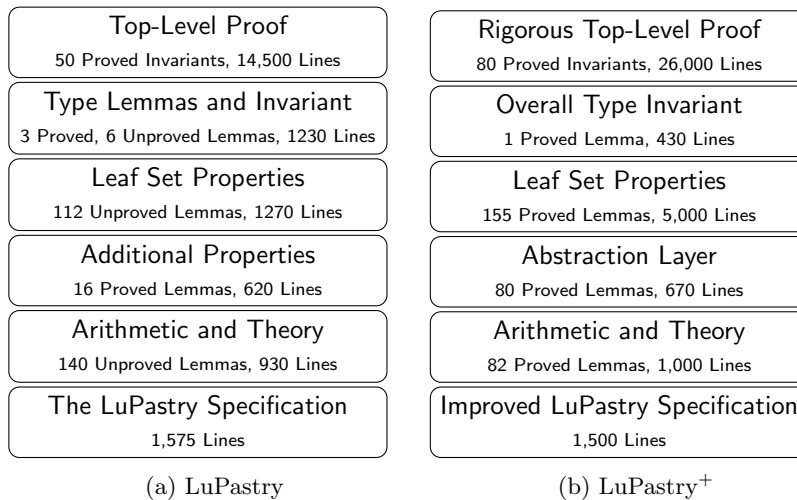 Top-Level Proof
50 Proved Invariants, 14,500 Lines
Type Lemmas and Invariant
3 Proved, 6 Unproved Lemmas, 1230 Lines
Leaf Set Properties
112 Unproved Lemmas, 1270 Lines
Additional Properties
16 Proved Lemmas, 620 Lines
Arithmetic and Theory
140 Unproved Lemmas, 930 Lines
The LuPastry Specification
1,575 Lines
(a) LuPastry
Rigorous Top-Level Proof
80 Proved Invariants, 26,000 Lines
Overall Type Invariant
1 Proved Lemma, 430 Lines
Leaf Set Properties
155 Proved Lemmas, 5,000 Lines
Abstraction Layer
80 Proved Lemmas, 670 Lines
Arithmetic and Theory
82 Proved Lemmas, 1,000 Lines
Improved LuPastry Specification
1,500 Lines
(b) LuPastry⁺